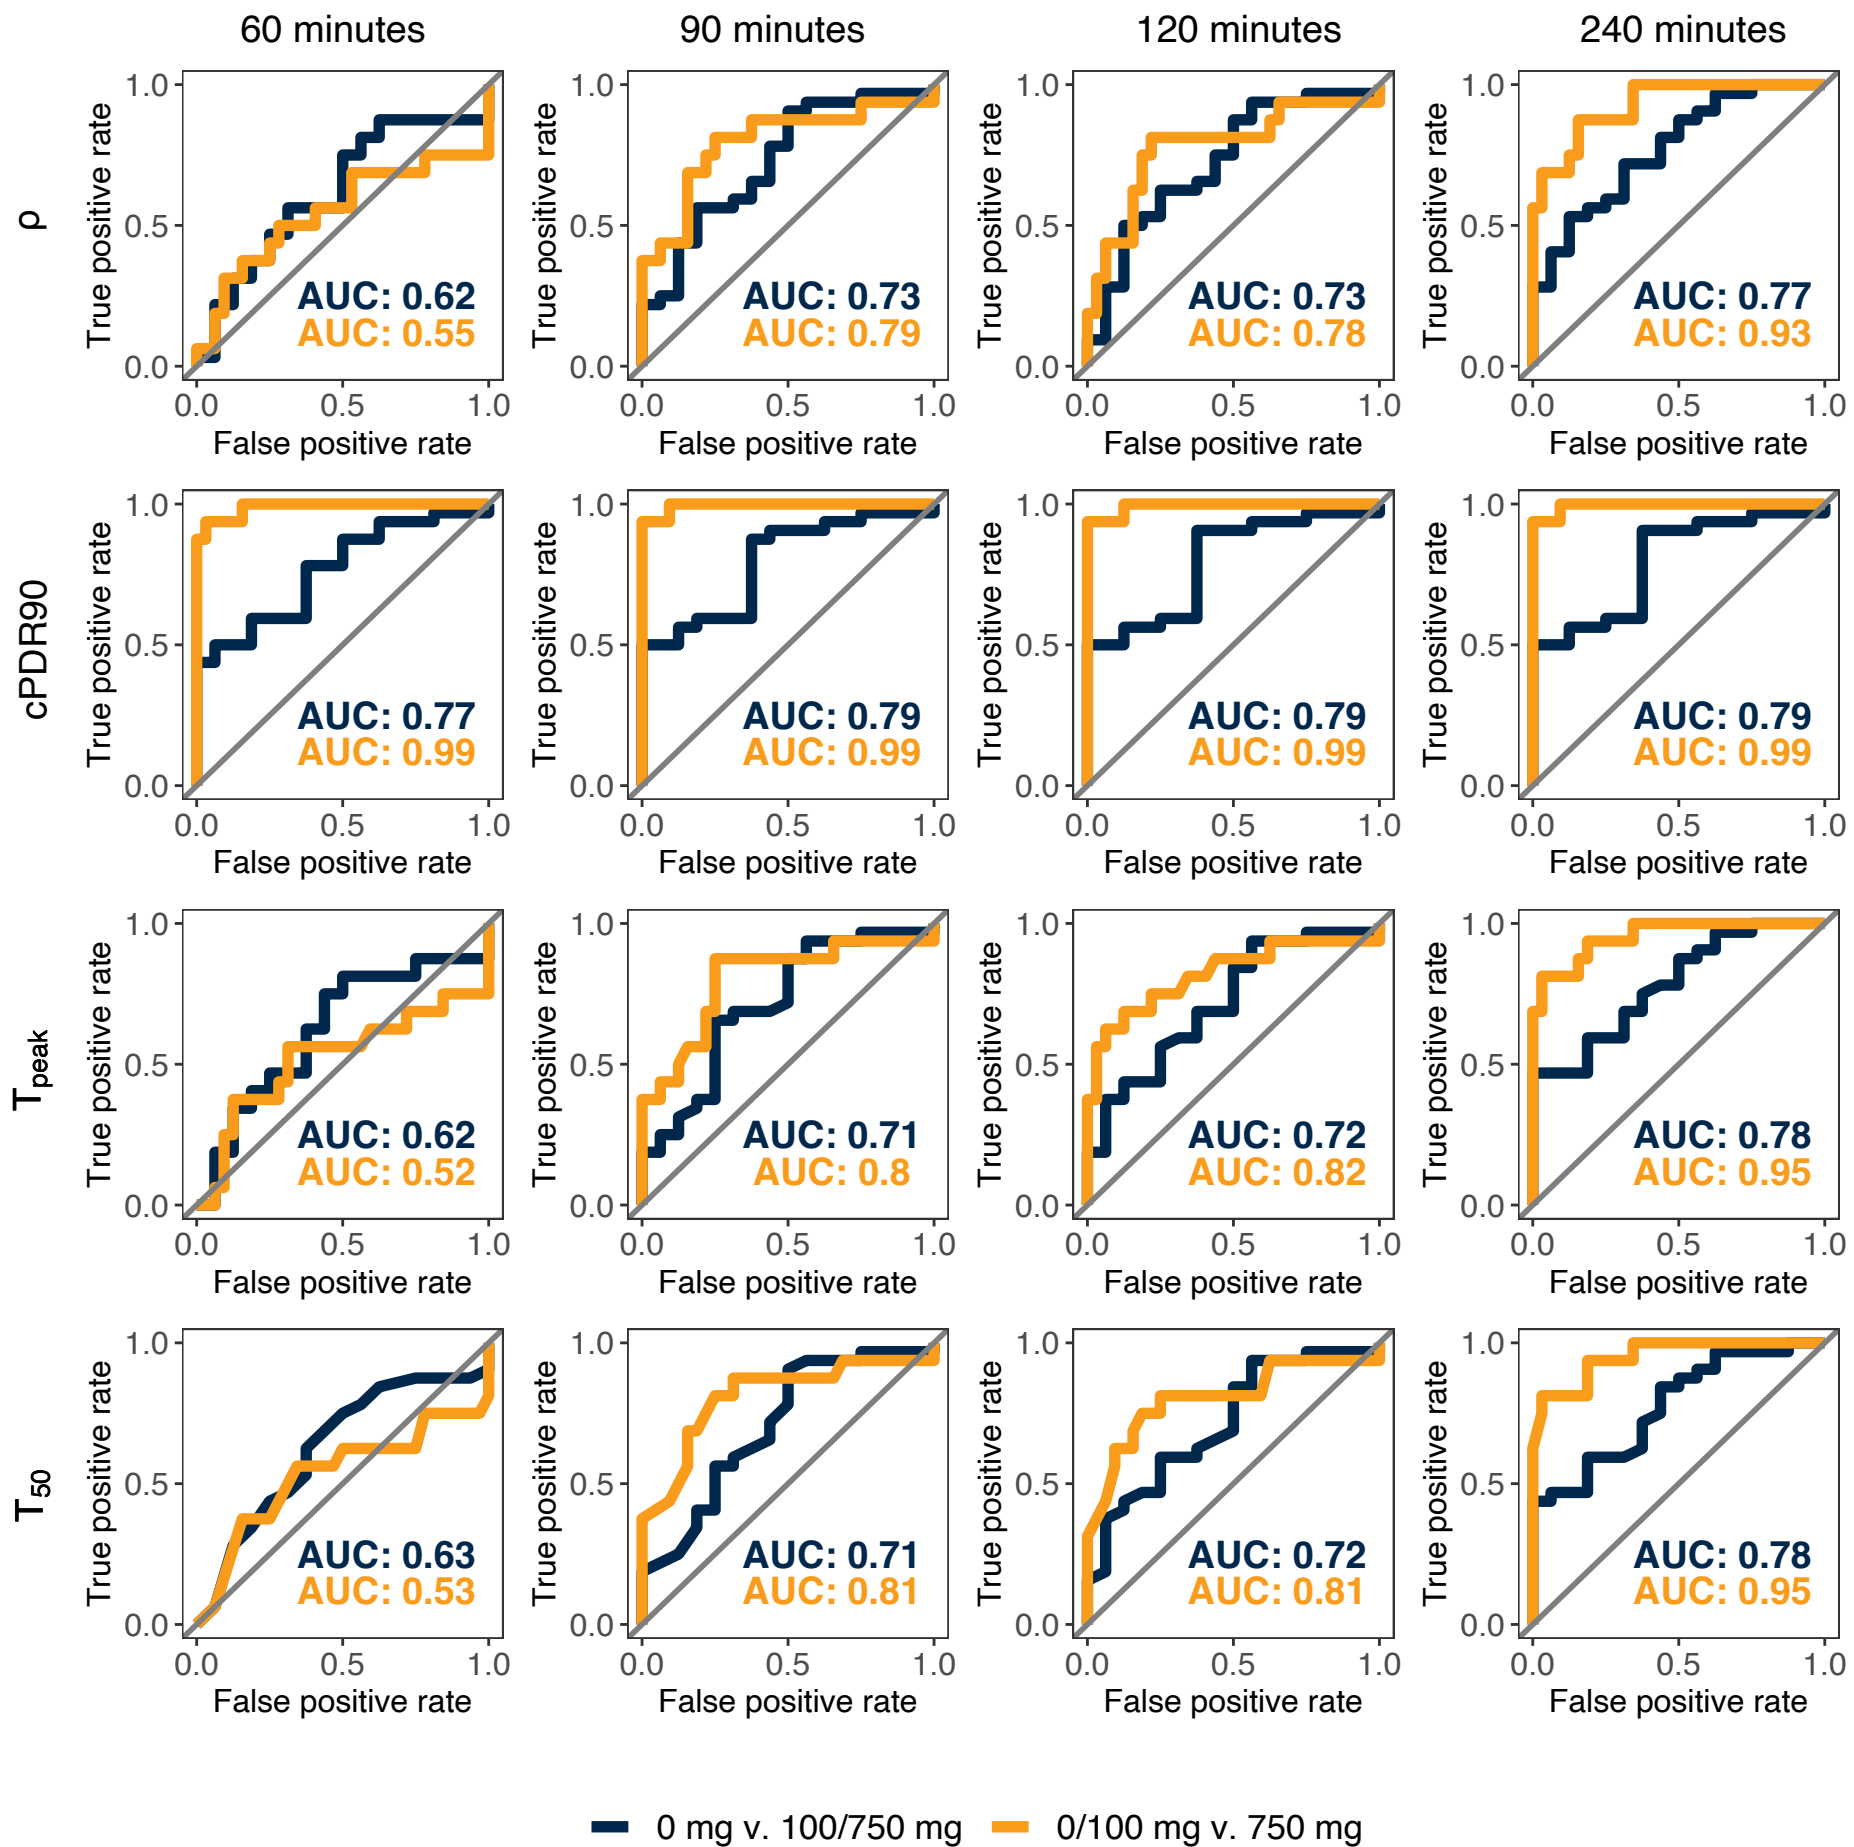 60 minutes 90 minutes 120 minutes 240 minutes
ρ
True positive rate
1.0
0.5
0.0
AUC: 0.62
AUC: 0.55
0.0 0.5 1.0
False positive rate
True positive rate
1.0
0.5
0.0
AUC: 0.73
AUC: 0.79
0.0 0.5 1.0
False positive rate
True positive rate
1.0
0.5
0.0
AUC: 0.73
AUC: 0.78
0.0 0.5 1.0
False positive rate
True positive rate
1.0
0.5
0.0
AUC: 0.77
AUC: 0.93
0.0 0.5 1.0
False positive rate
cPDR90
True positive rate
1.0
0.5
0.0
AUC: 0.77
AUC: 0.99
0.0 0.5 1.0
False positive rate
True positive rate
1.0
0.5
0.0
AUC: 0.79
AUC: 0.99
0.0 0.5 1.0
False positive rate
True positive rate
1.0
0.5
0.0
AUC: 0.79
AUC: 0.99
0.0 0.5 1.0
False positive rate
True positive rate
1.0
0.5
0.0
AUC: 0.79
AUC: 0.99
0.0 0.5 1.0
False positive rate
Tpeak
True positive rate
1.0
0.5
0.0
AUC: 0.62
AUC: 0.52
0.0 0.5 1.0
False positive rate
True positive rate
1.0
0.5
0.0
AUC: 0.71
AUC: 0.8
0.0 0.5 1.0
False positive rate
True positive rate
1.0
0.5
0.0
AUC: 0.72
AUC: 0.82
0.0 0.5 1.0
False positive rate
True positive rate
1.0
0.5
0.0
AUC: 0.78
AUC: 0.95
0.0 0.5 1.0
False positive rate
T50
True positive rate
1.0
0.5
0.0
AUC: 0.63
AUC: 0.53
0.0 0.5 1.0
False positive rate
True positive rate
1.0
0.5
0.0
AUC: 0.71
AUC: 0.81
0.0 0.5 1.0
False positive rate
True positive rate
1.0
0.5
0.0
AUC: 0.72
AUC: 0.81
0.0 0.5 1.0
False positive rate
True positive rate
1.0
0.5
0.0
AUC: 0.78
AUC: 0.95
0.0 0.5 1.0
False positive rate
0 mg v. 100/750 mg 0/100 mg v. 750 mg